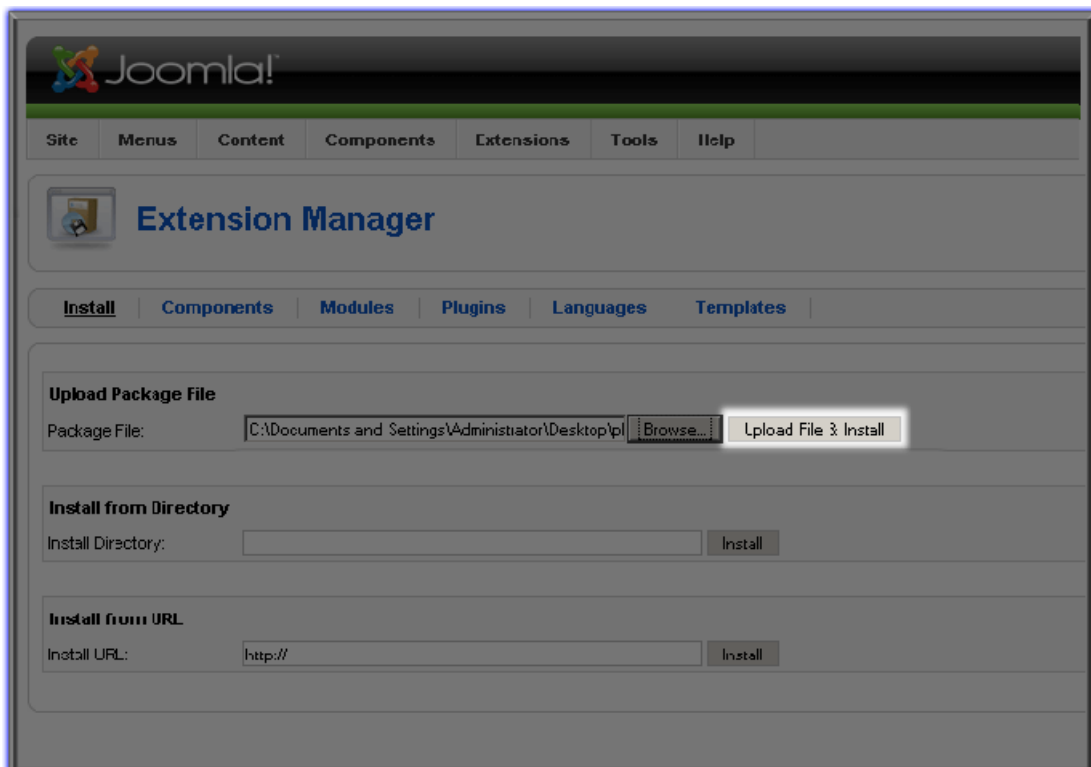 Joomla!
Site Menus Content Components Extensions Tools Help
Extension Manager
Install Components Modules Plugins Languages Templates
Upload Package File
Package File: C:\Documents and Settings\Administrator\Desktop\pl Browse... Upload File & Install
Install from Directory
Install Directory: Install
Install from URL
Install URL: http:// Install